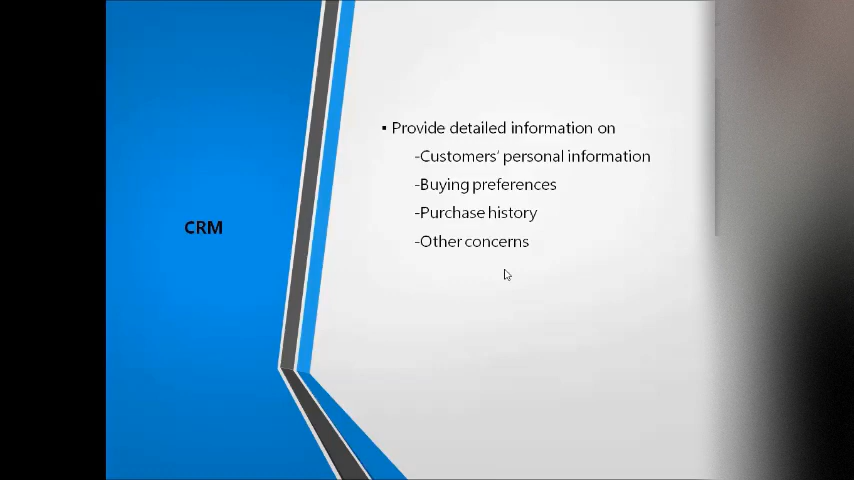 CRM
▪ Provide detailed information on
-Customers' personal information
-Buying preferences
-Purchase history
-Other concerns